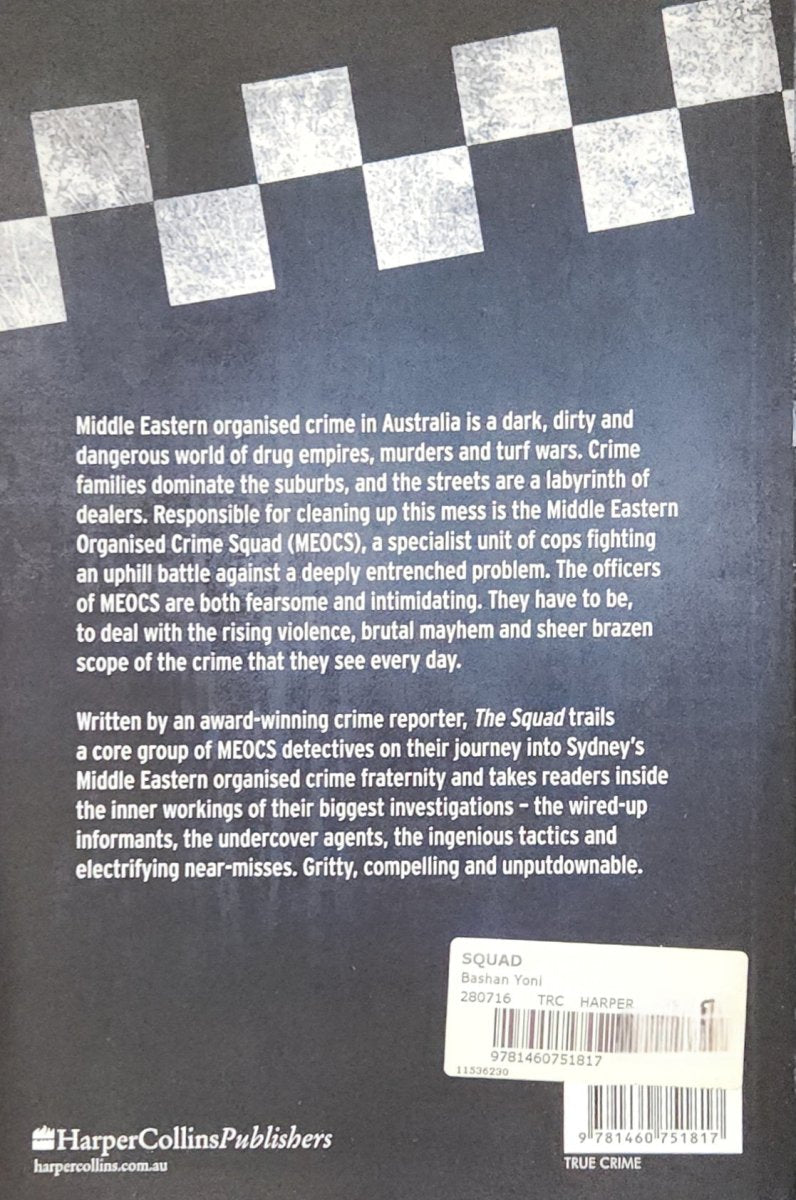 Middle Eastern organised crime in Australia is a dark, dirty and
dangerous world of drug empires, murders and turf wars. Crime
families dominate the suburbs, and the streets are a labyrinth of
dealers. Responsible for cleaning up this mess is the Middle Eastern
Organised Crime Squad (MEOCS), a specialist unit of cops fighting
an uphill battle against a deeply entrenched problem. The officers
of MEOCS are both fearsome and intimidating. They have to be,
to deal with the rising violence, brutal mayhem and sheer brazen
scope of the crime that they see every day.
Written by an award-winning crime reporter, The Squad trails
a core group of MEOCS detectives on their journey into Sydney's
Middle Eastern organised crime fraternity and takes readers inside
the inner workings of their biggest investigations – the wired-up
informants, the undercover agents, the ingenious tactics and
electrifying near-misses. Gritty, compelling and unputdownable.
SQUAD
Bashan Yoni
280716 TRC HARPER
9781460751817
11536230
9 781460 751817
TRUE CRIME
HarperCollinsPublishers
harpercollins.com.au